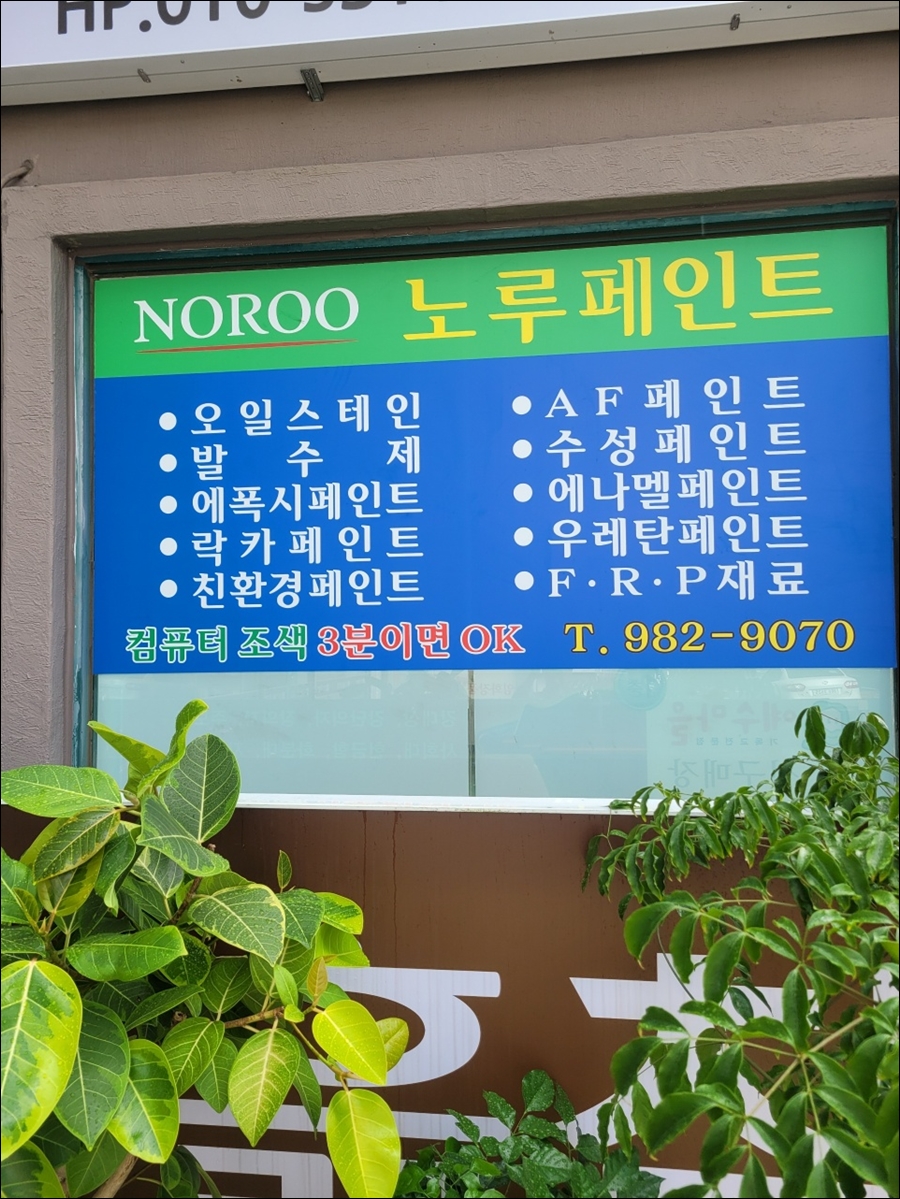 HP.010
NOROO 노루페인트
● 오일스테인
● 발수제
● 에폭시페인트
● 락카페인트
● 친환경페인트
● AF페인트
● 수성페인트
● 에나멜페인트
● 우레탄페인트
● F·R·P재료
컴퓨터 조색 3분이면 OK T. 982-9070